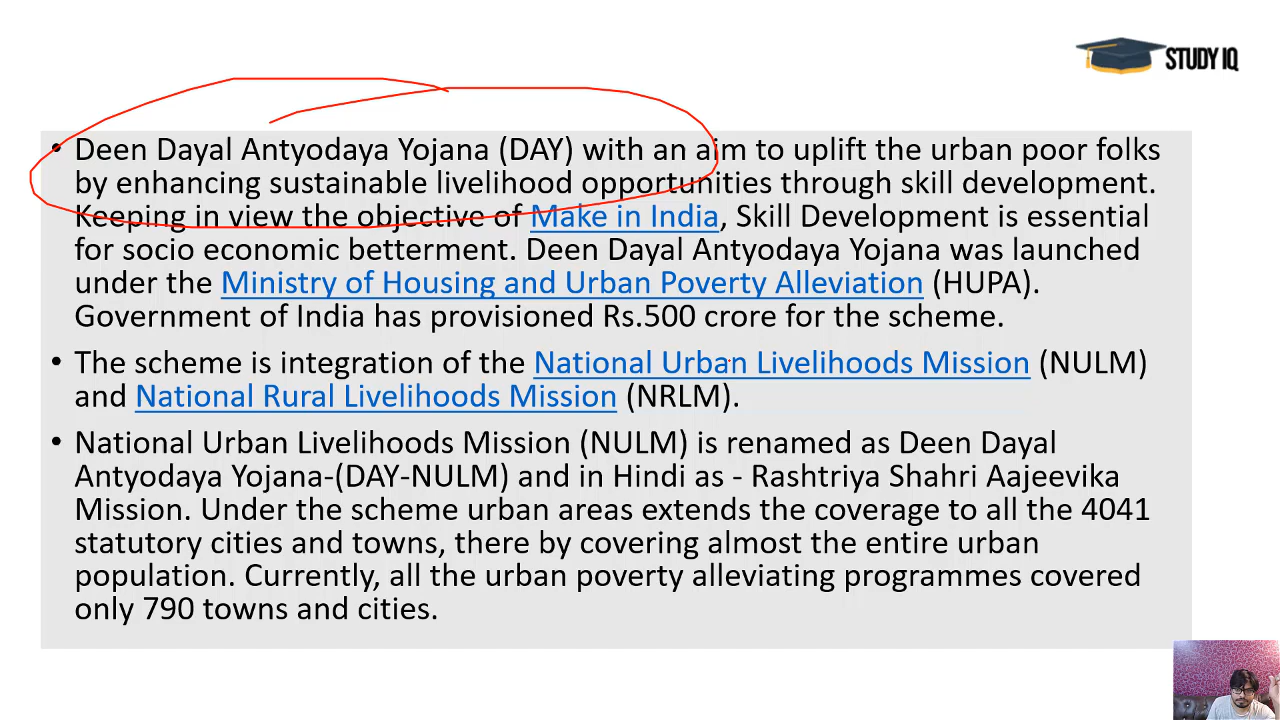 STUDY IQ
• Deen Dayal Antyodaya Yojana (DAY) with an aim to uplift the urban poor folks
by enhancing sustainable livelihood opportunities through skill development.
Keeping in view the objective of Make in India, Skill Development is essential
for socio economic betterment. Deen Dayal Antyodaya Yojana was launched
under the Ministry of Housing and Urban Poverty Alleviation (HUPA).
Government of India has provisioned Rs.500 crore for the scheme.
• The scheme is integration of the National Urban Livelihoods Mission (NULM)
and National Rural Livelihoods Mission (NRLM).
• National Urban Livelihoods Mission (NULM) is renamed as Deen Dayal
Antyodaya Yojana-(DAY-NULM) and in Hindi as - Rashtriya Shahri Aajeevika
Mission. Under the scheme urban areas extends the coverage to all the 4041
statutory cities and towns, there by covering almost the entire urban
population. Currently, all the urban poverty alleviating programmes covered
only 790 towns and cities.